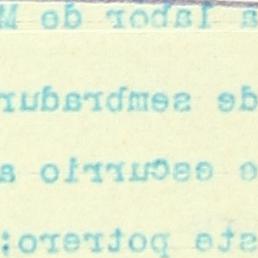 a labor de M
de sembradur
e escurrio a
ste potrero;